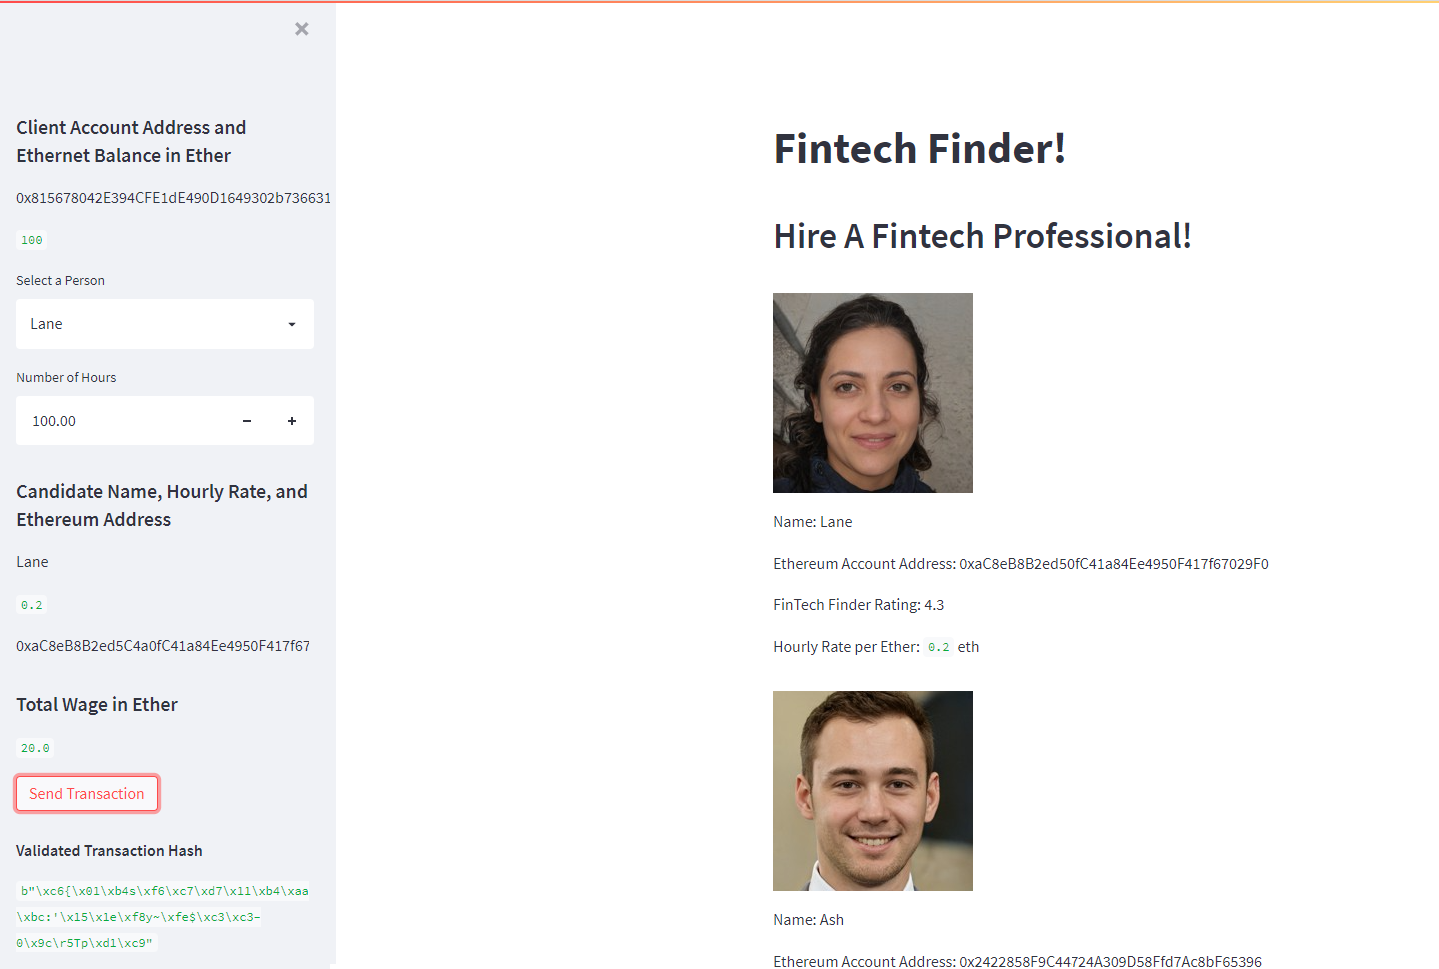 Client Account Address and
Ethernet Balance in Ether
0x815678042E394CFE1dE490D1649302b736631
100
Select a Person
Lane
Number of Hours
100.00
Candidate Name, Hourly Rate, and
Ethereum Address
Lane
0.2
0xaC8eB8B2ed5C4a0fC41a84Ee4950F417f67
Total Wage in Ether
20.0
Send Transaction
Validated Transaction Hash
b"\xc6{\x01\xb4s\xf6\xc7\xd7\x11\xb4\xaa
\xbc:'\x15\x1e\xf8y~\xfe$\xc3\xc3-
0\x9c\r5Tp\xd1\xc9"
Fintech Finder!
Hire A Fintech Professional!
Name: Lane
Ethereum Account Address: 0xaC8eB8B2ed50fC41a84Ee4950F417f67029F0
FinTech Finder Rating: 4.3
Hourly Rate per Ether: 0.2 eth
Name: Ash
Ethereum Account Address: 0x2422858F9C44724A309D58Ffd7Ac8bF65396